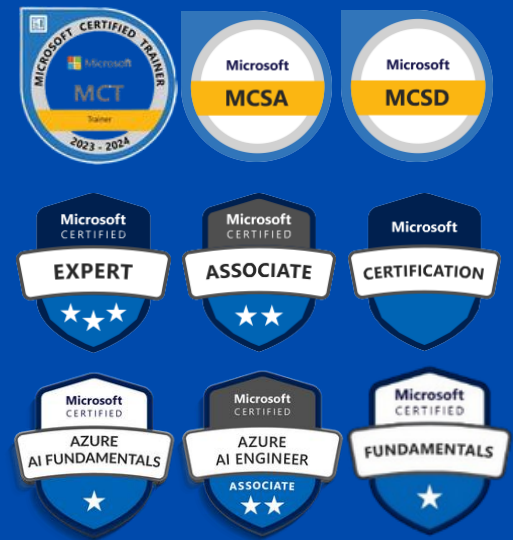 MICROSOFT CERTIFIED TRAINER
Microsoft
MCT
Trainer
2023 - 2024
Microsoft
MCSA
Microsoft
MCSD
Microsoft
CERTIFIED
EXPERT
Microsoft
CERTIFIED
ASSOCIATE
Microsoft
CERTIFICATION
Microsoft
CERTIFIED
AZURE
AI FUNDAMENTALS
Microsoft
CERTIFIED
AZURE
AI ENGINEER
ASSOCIATE
Microsoft
CERTIFIED
FUNDAMENTALS